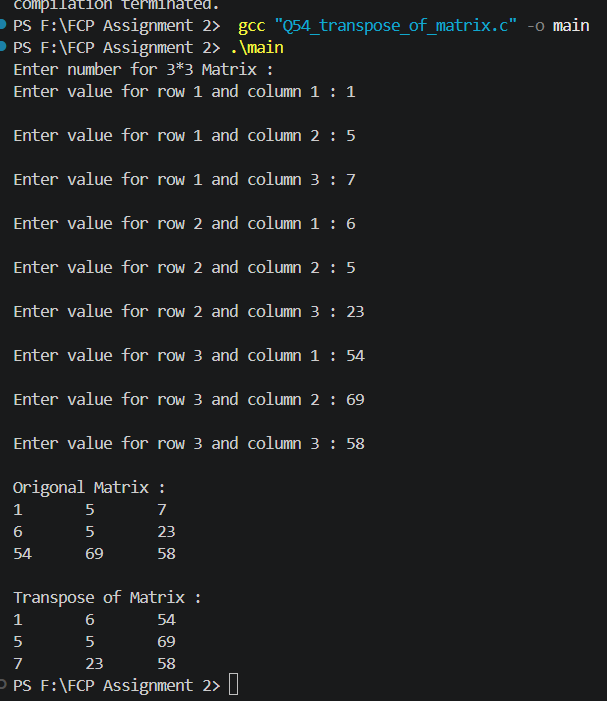 compilation terminated.
PS F:\FCP Assignment 2>  gcc "Q54_transpose_of_matrix.c" -o main
PS F:\FCP Assignment 2> .\main
Enter number for 3*3 Matrix :
Enter value for row 1 and column 1 : 1
Enter value for row 1 and column 2 : 5
Enter value for row 1 and column 3 : 7
Enter value for row 2 and column 1 : 6
Enter value for row 2 and column 2 : 5
Enter value for row 2 and column 3 : 23
Enter value for row 3 and column 1 : 54
Enter value for row 3 and column 2 : 69
Enter value for row 3 and column 3 : 58
Origonal Matrix :
1 5 7
6 5 23
54 69 58
Transpose of Matrix :
1 6 54
5 5 69
7 23 58
PS F:\FCP Assignment 2>